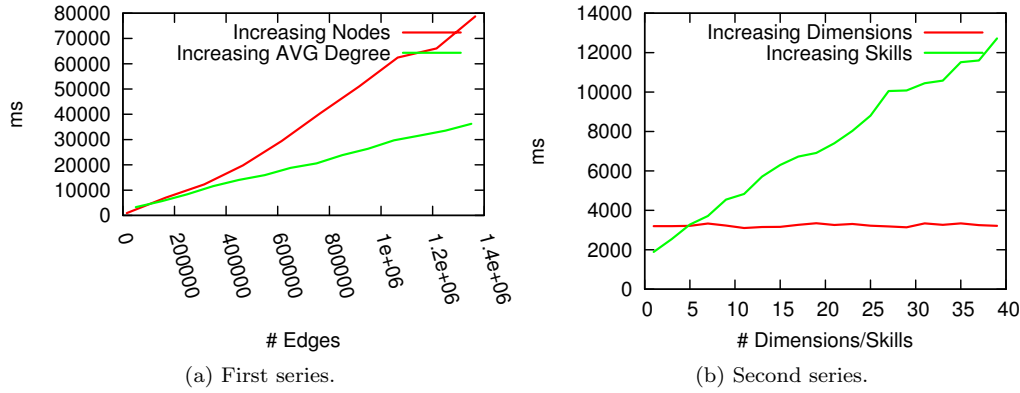 80000
70000
60000
50000
40000
30000
20000
10000
0
ms
Increasing Nodes
Increasing AVG Degree
0
200000
400000
600000
800000
1e+06
1.2e+06
1.4e+06
# Edges
(a) First series.
14000
12000
10000
8000
6000
4000
2000
0
ms
Increasing Dimensions
Increasing Skills
0 5 10 15 20 25 30 35 40
# Dimensions/Skills
(b) Second series.